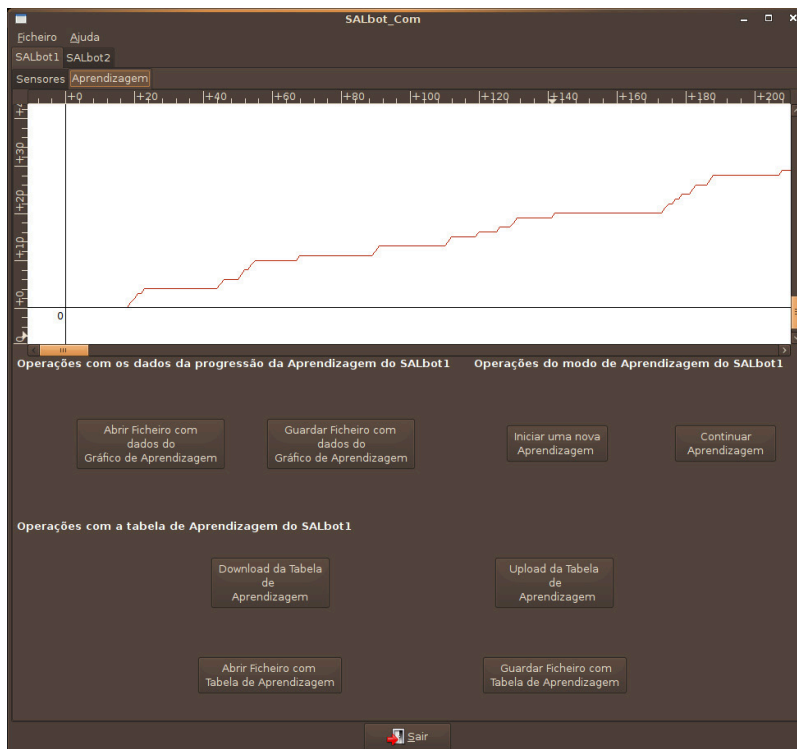 SALbot_Com
Ficheiro Ajuda
SALbot1 SALbot2
Sensores Aprendizagem
+0 +20 +40 +60 +80 +100 +120 +140 +160 +180 +200
+30
+20
+10
+0
0
Operações com os dados da progressão da Aprendizagem do SALbot1 Operações do modo de Aprendizagem do SALbot1
Abrir Ficheiro com
dados do
Gráfico de Aprendizagem
Guardar Ficheiro com
dados do
Gráfico de Aprendizagem
Iniciar uma nova
Aprendizagem
Continuar
Aprendizagem
Operações com a tabela de Aprendizagem do SALbot1
Download da Tabela
de
Aprendizagem
Upload da Tabela
de
Aprendizagem
Abrir Ficheiro com
Tabela de Aprendizagem
Guardar Ficheiro com
Tabela de Aprendizagem
Sair